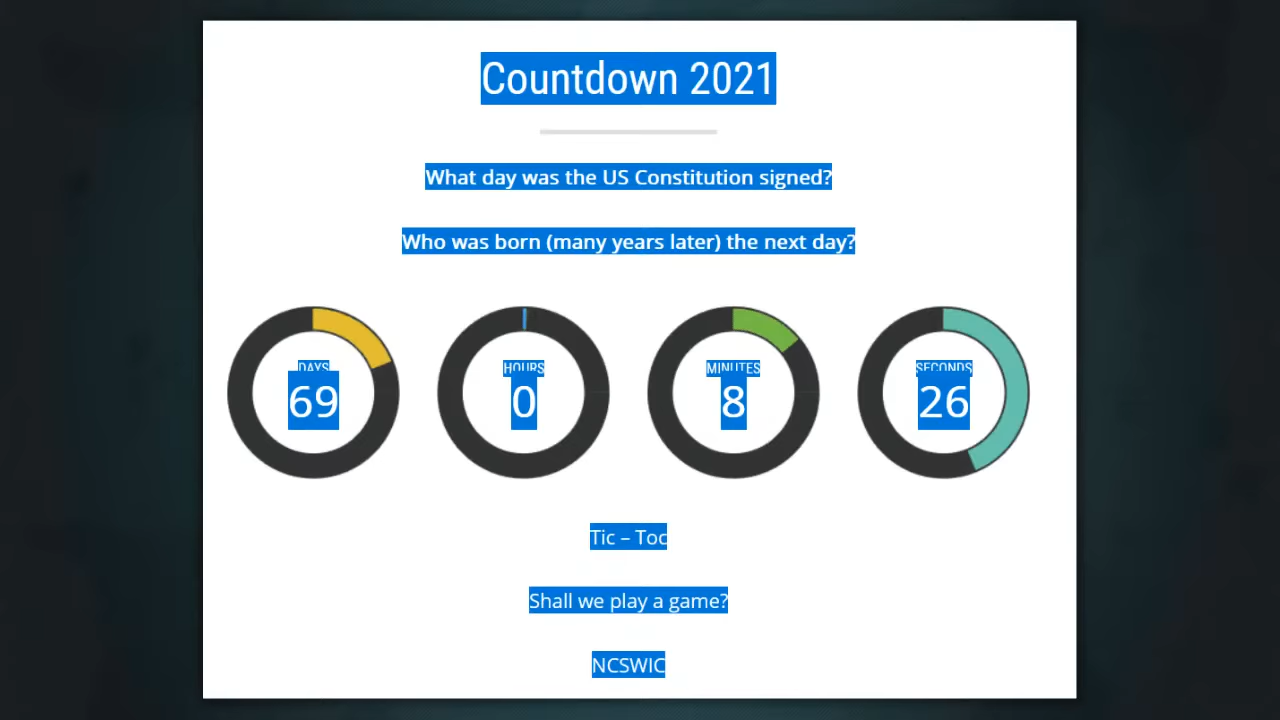 Countdown 2021
What day was the US Constitution signed?
Who was born (many years later) the next day?
DAYS HOURS MINUTES SECONDS
69 0 8 26
Tic – Toc
Shall we play a game?
NCSWIC